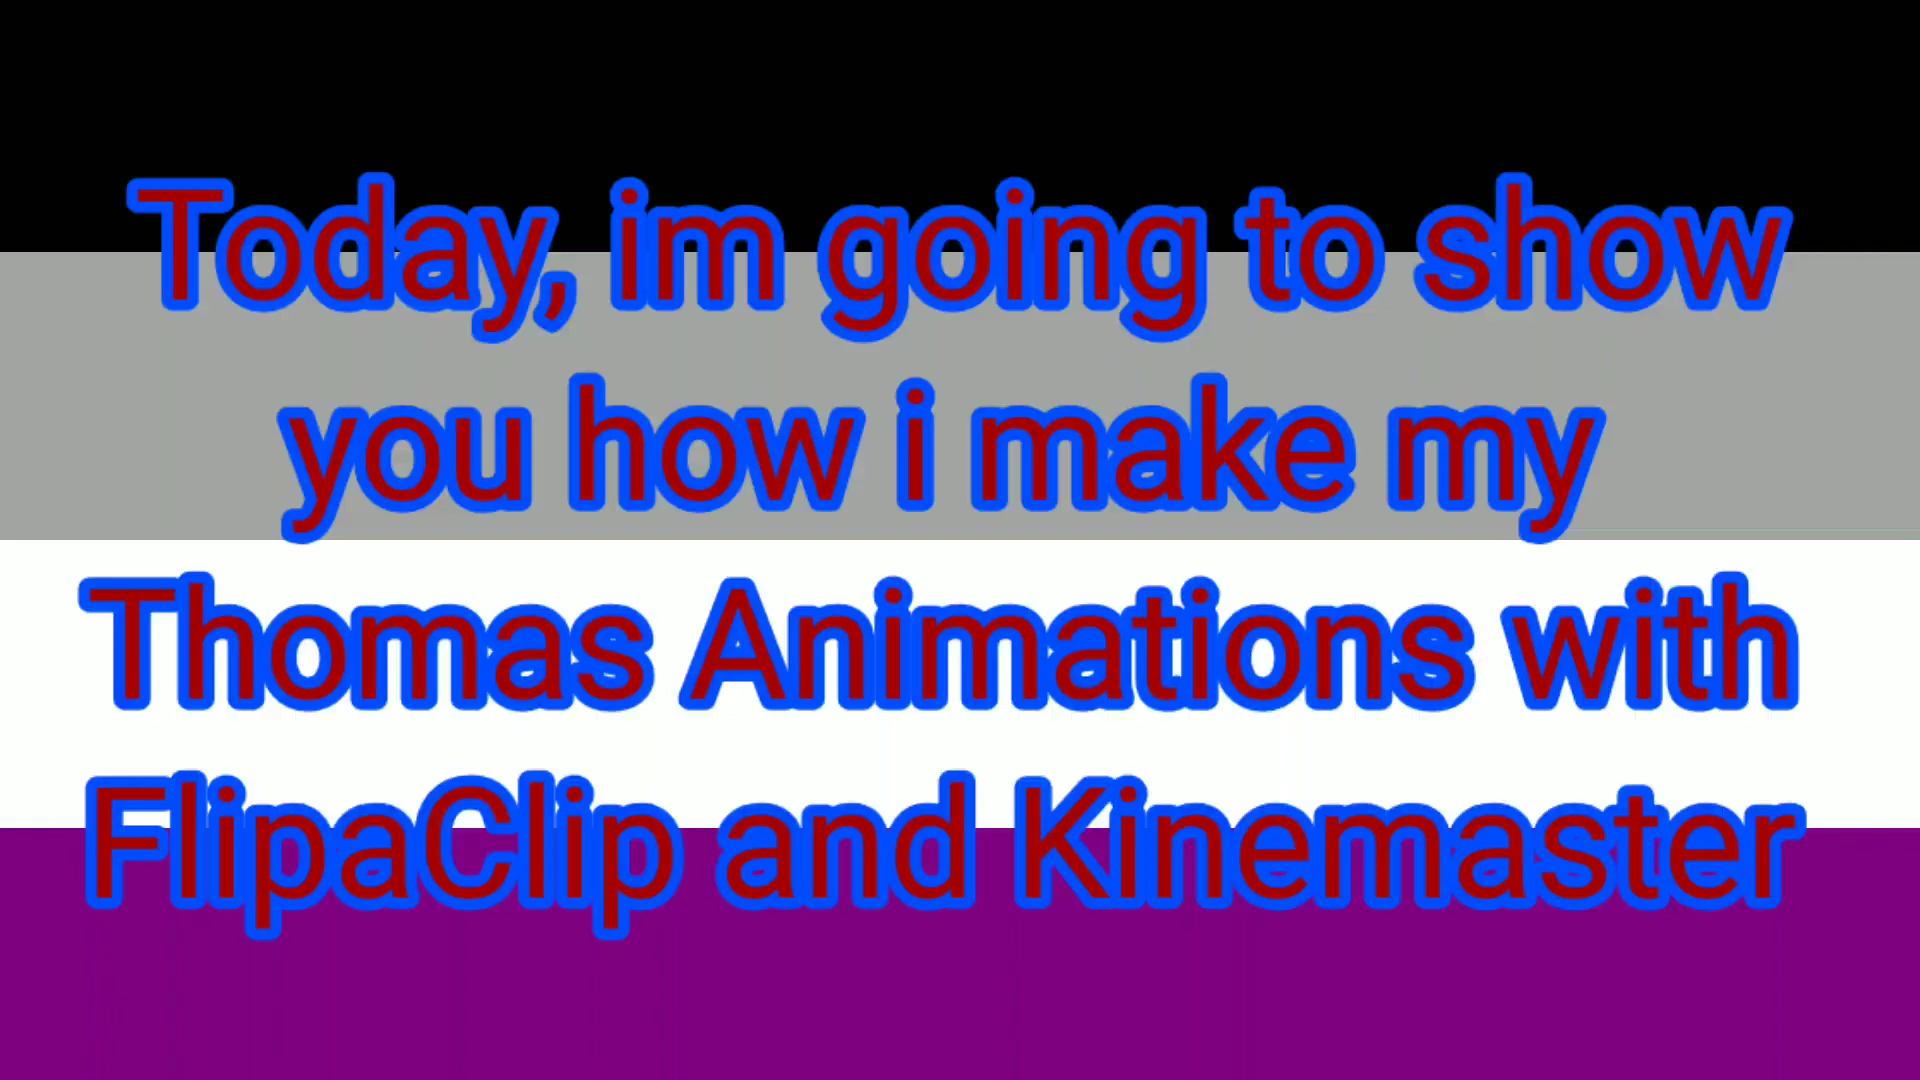 Today, im going to show
you how i make my
Thomas Animations with
FlipaClip and Kinemaster